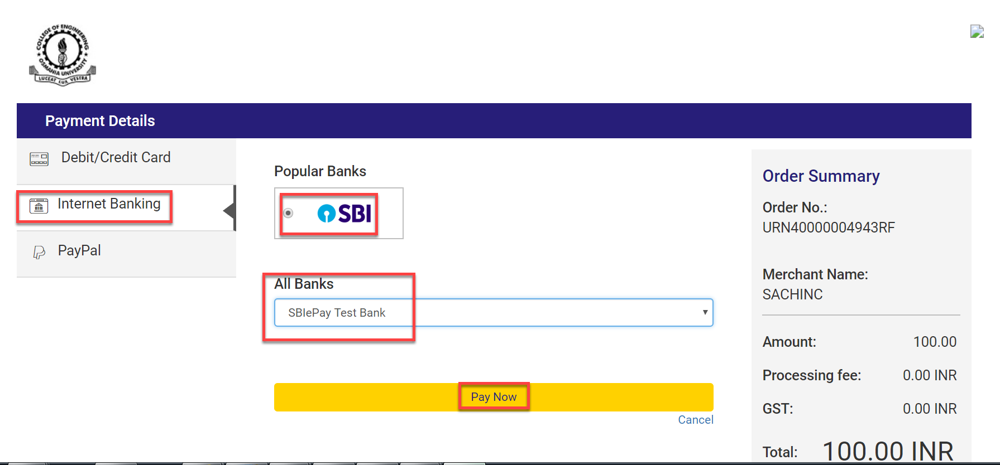 COLLEGE OF ENGINEERING
OSMANIA UNIVERSITY
LUCEAT LUX VESTRA
Payment Details
Debit/Credit Card
Internet Banking
PayPal
Popular Banks
SBI
All Banks
SBIePay Test Bank
Pay Now
Cancel
Order Summary
Order No.:
URN40000004943RF
Merchant Name:
SACHINC
Amount: 100.00
Processing fee: 0.00 INR
GST: 0.00 INR
Total: 100.00 INR